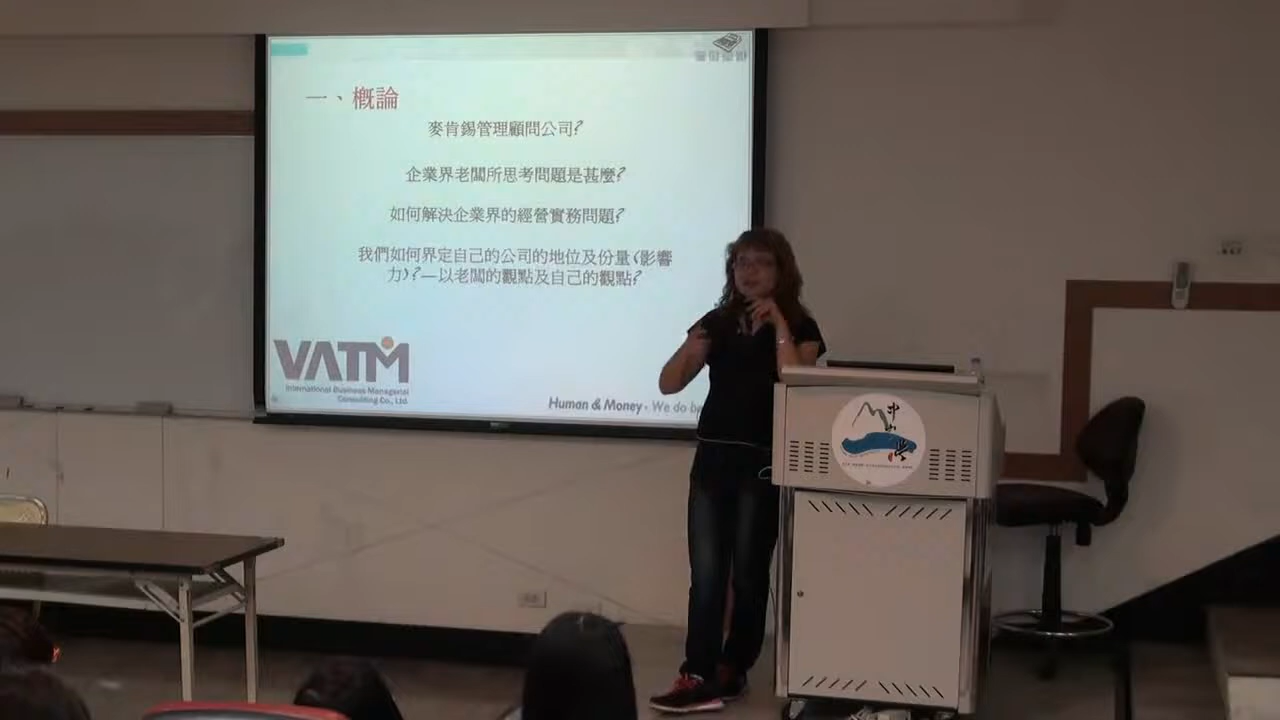 一、概論
麥肯錫管理顧問公司?
企業界老闆所思考問題是甚麼?
如何解決企業界的經營實務問題?
我們如何界定自己的公司的地位及份量(影響
力)?—以老闆的觀點及自己的觀點?
VATM
International Business Managerial
Consulting Co., Ltd.
Human & Money - We do